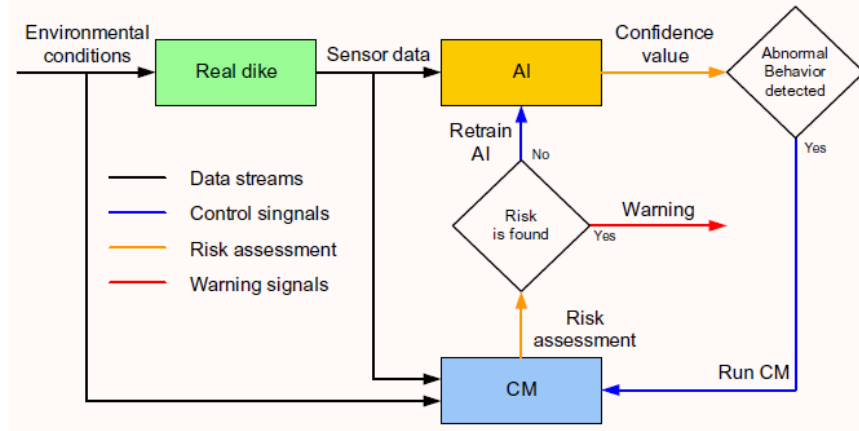 Environmental
conditions
Real dike
Sensor data
AI
Confidence
value
Abnormal
Behavior
detected
Yes
Retrain
AI
No
Risk
is found
Yes
Warning
Data streams
Control singnals
Risk assessment
Warning signals
Risk
assessment
CM
Run CM